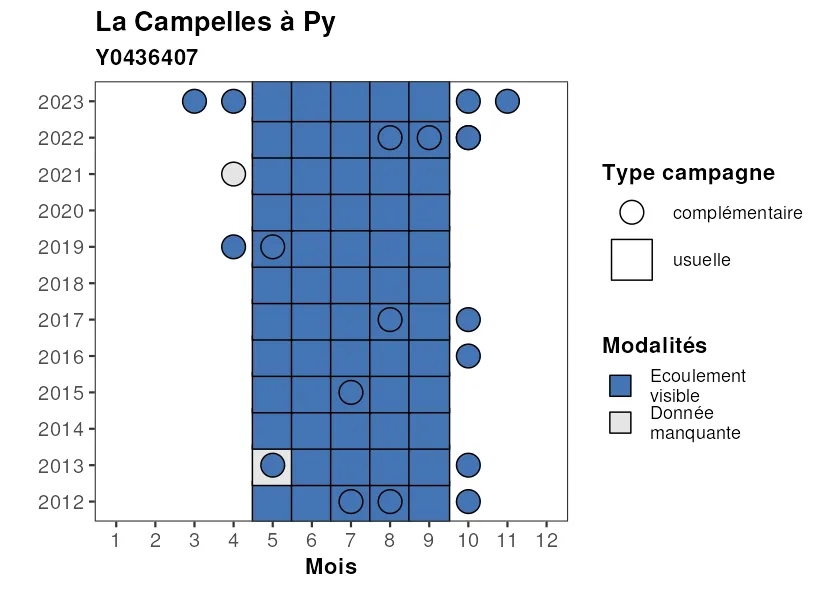 La Campelles à Py
Y0436407
2023
2022
2021
2020
2019
2018
2017
2016
2015
2014
2013
2012
1 2 3 4 5 6 7 8 9 10 11 12
Mois
Type campagne
complémentaire
usuelle
Modalités
Ecoulement
visible
Donnée
manquante